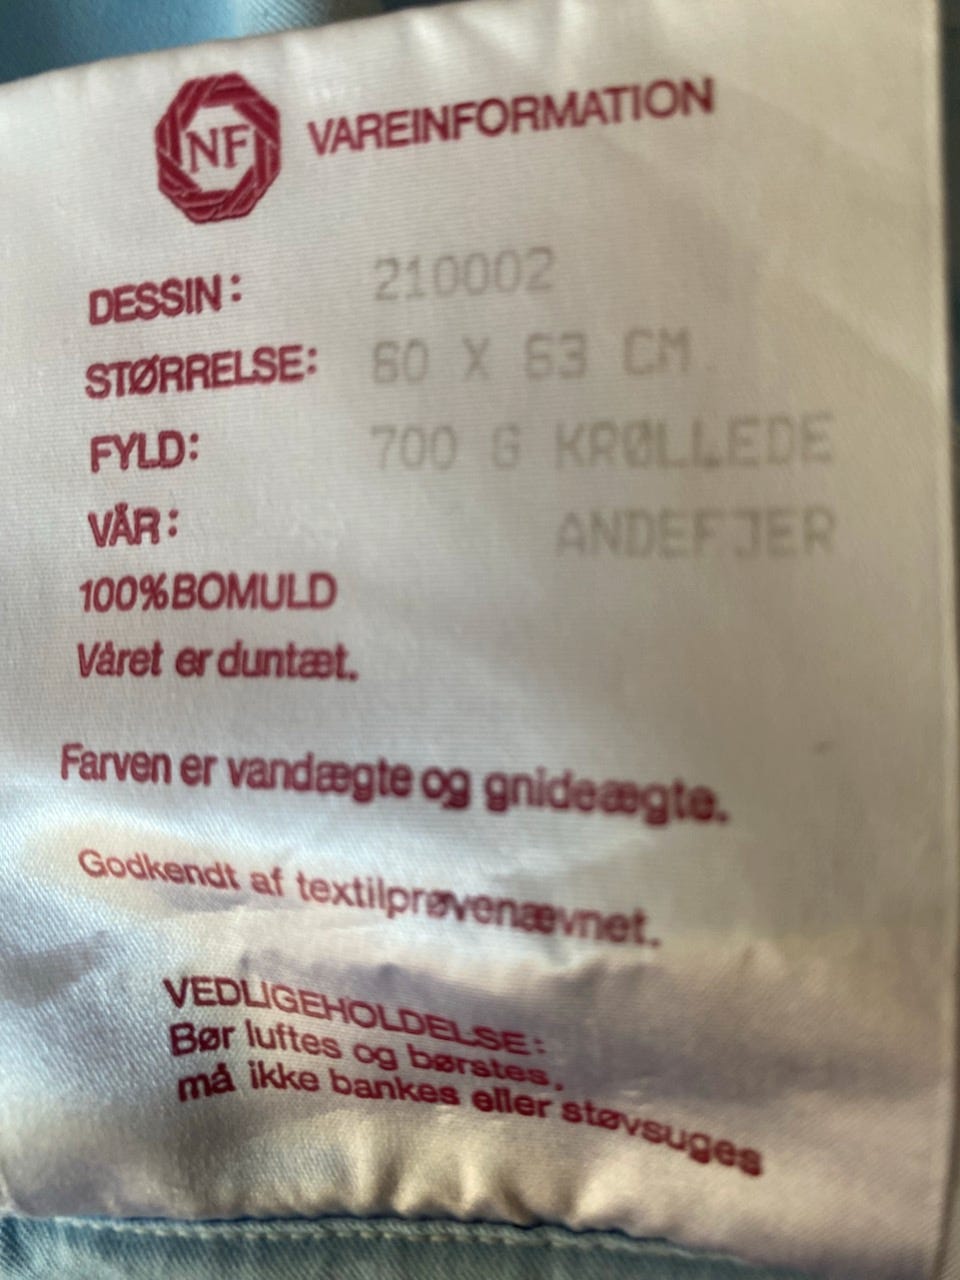 NF VAREINFORMATION
DESSIN: 210002
STØRRELSE: 60 X 63 CM.
FYLD: 700 G KRØLLEDE
VÅR: ANDEFJER
100% BOMULD
Våret er duntæt.
Farven er vandægte og gnideægte.
Godkendt af textilprøvenævnet.
VEDLIGEHOLDELSE:
Bør luftes og børstes,
må ikke bankes eller støvsuges